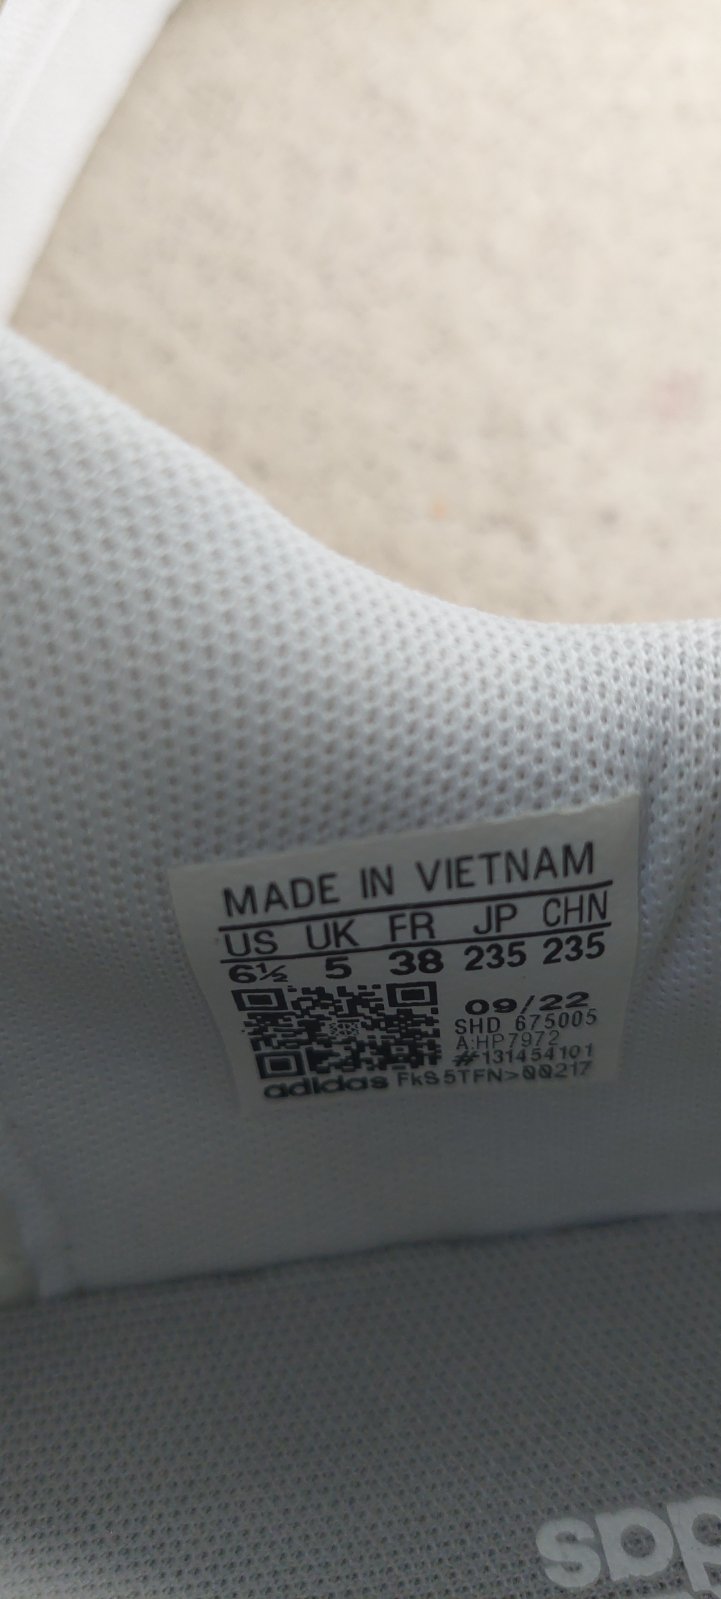 MADE IN VIETNAM
US UK FR JP CHN
6½ 5 38 235 235
09/22
SHD 675005
A:HP7972
#131454101
adidas FkS5TFN>00217